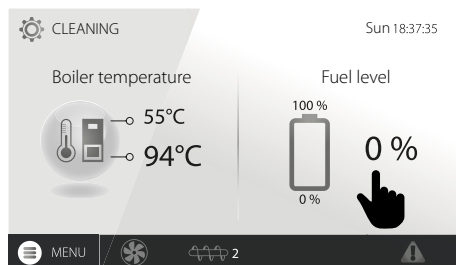 CLEANING
Sun 18:37:35
Boiler temperature
Fuel level
55°C
94°C
100 %
0 %
0 %
MENU
2